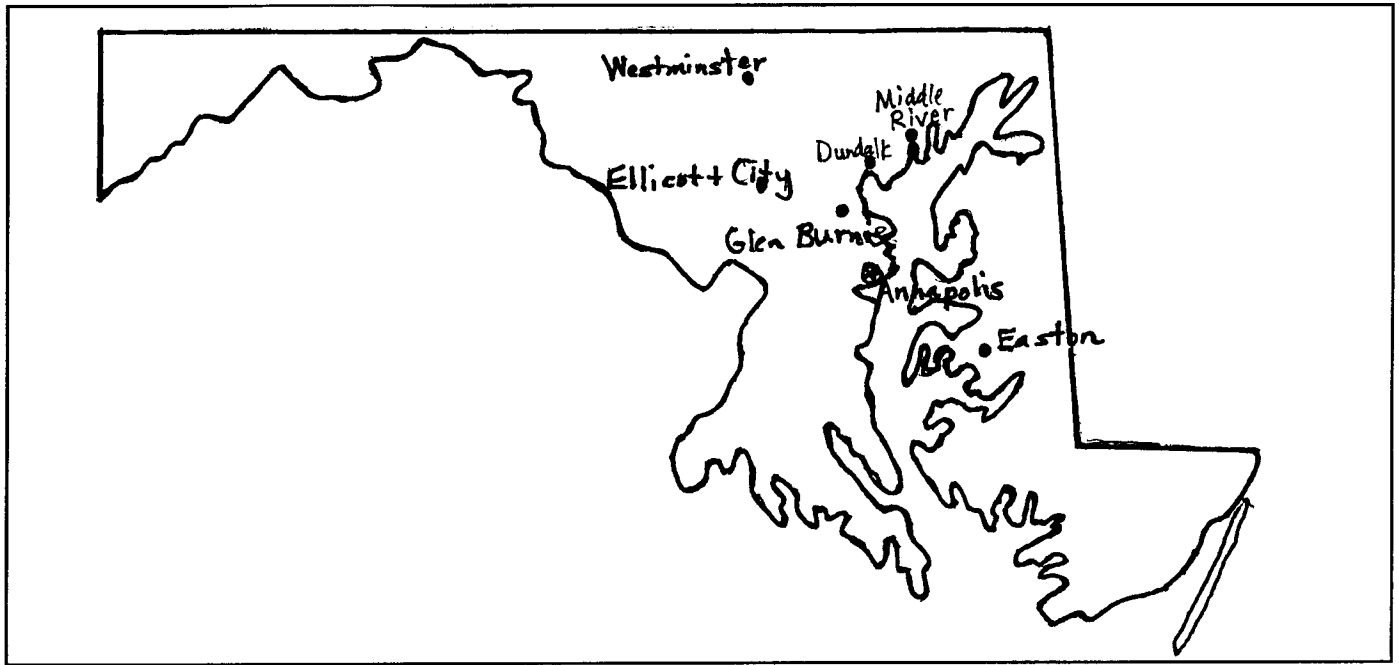 Westminster
Middle
River
Dundalk
Ellicott City
Glen Burnie
Annapolis
Easton